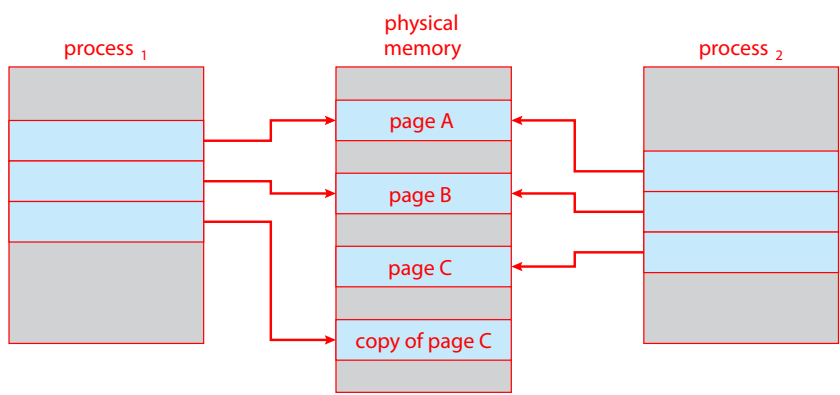 process 1
physical
memory
process 2
page A
page B
page C
copy of page C